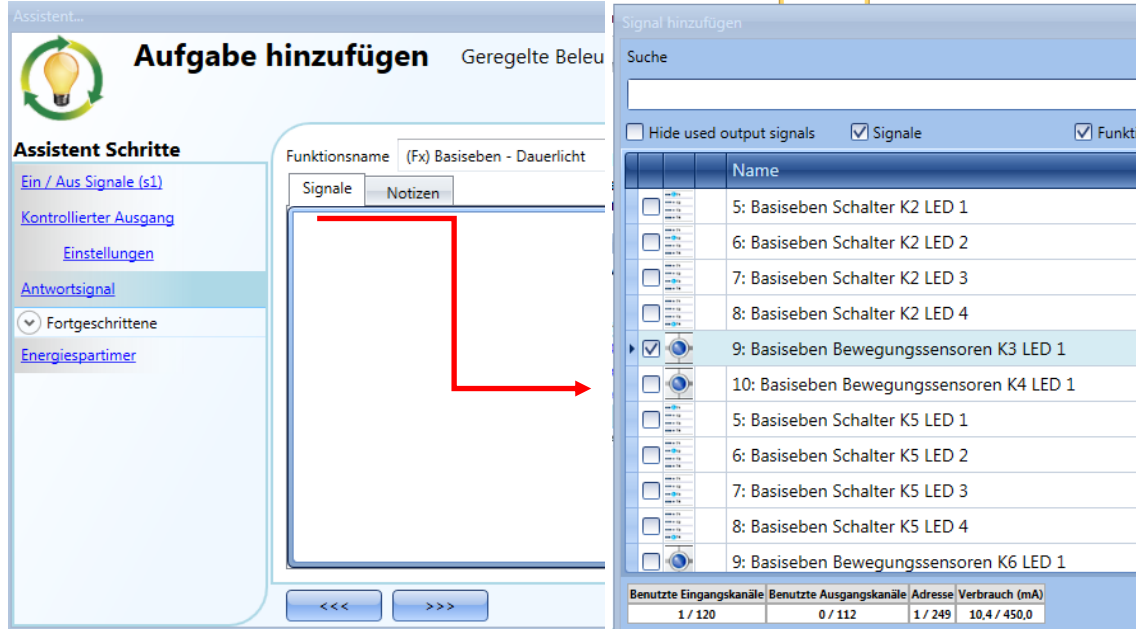 Assistent...
Aufgabe hinzufügen
Geregelte Beleu
Assistent Schritte
Ein / Aus Signale (s1)
Kontrollierter Ausgang
Einstellungen
Antwortsignal
Fortgeschrittene
Energiespartimer
Funktionsname (Fx) Basiseben - Dauerlicht
Signale Notizen
<<< >>>
Signal hinzufügen
Suche
Hide used output signals Signale Funkti
Name
5: Basiseben Schalter K2 LED 1
6: Basiseben Schalter K2 LED 2
7: Basiseben Schalter K2 LED 3
8: Basiseben Schalter K2 LED 4
9: Basiseben Bewegungssensoren K3 LED 1
10: Basiseben Bewegungssensoren K4 LED 1
5: Basiseben Schalter K5 LED 1
6: Basiseben Schalter K5 LED 2
7: Basiseben Schalter K5 LED 3
8: Basiseben Schalter K5 LED 4
9: Basiseben Bewegungssensoren K6 LED 1
Benutzte Eingangskanäle Benutzte Ausgangskanäle Adresse Verbrauch (mA)
1 / 120 0 / 112 1 / 249 10,4 / 450,0